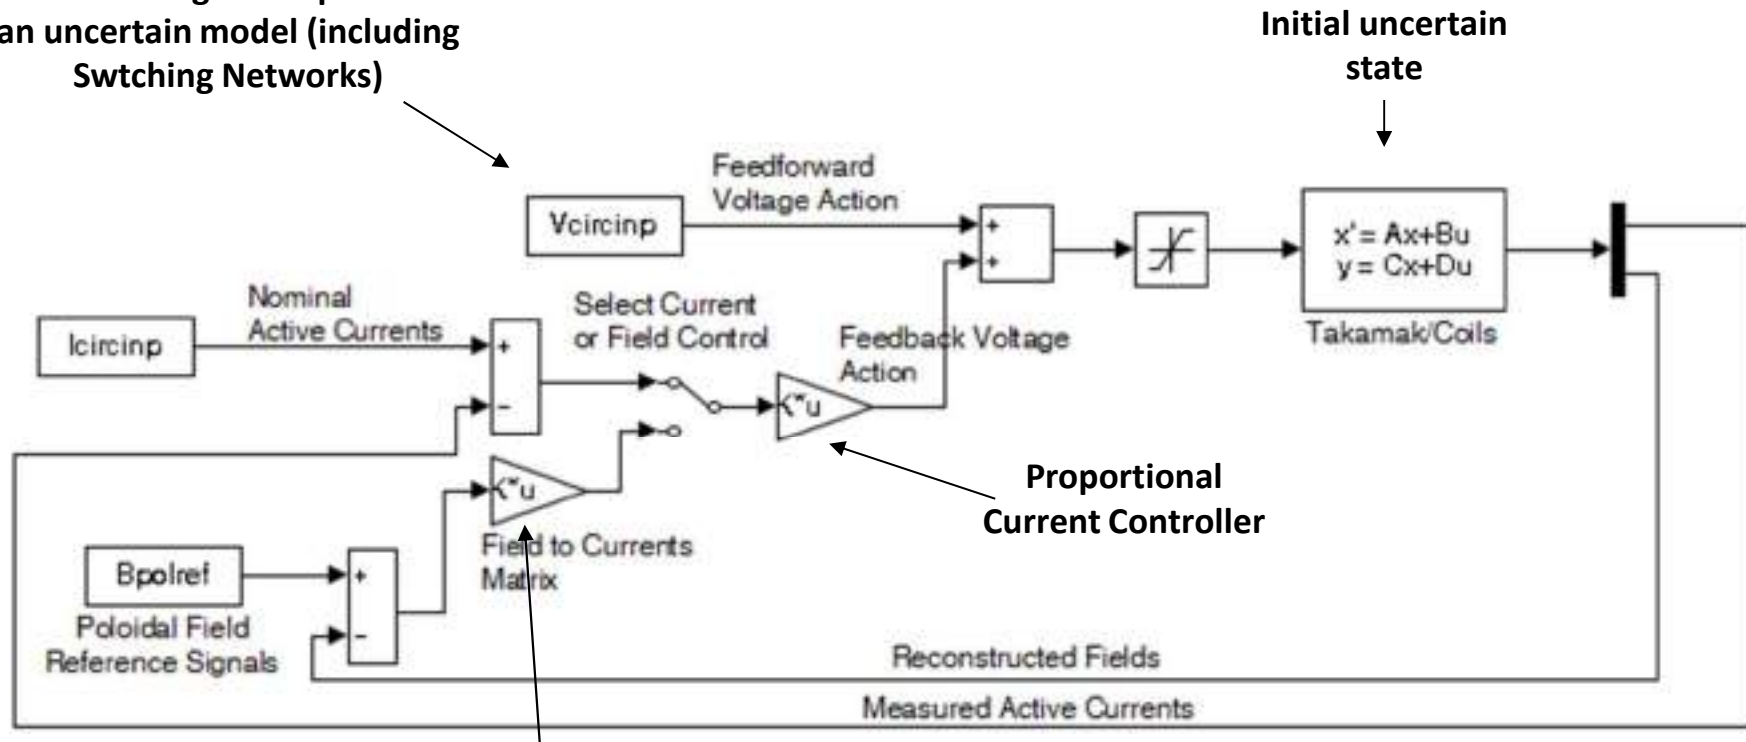 an uncertain model (including
Swtching Networks)
Initial uncertain
state
Feedforward
Voltage Action
Vcircinp
+
+
x'= Ax+Bu
y = Cx+Du
Takamak/Coils
Nominal
Active Currents
Icircinp
+
−
Select Current
or Field Control
Feedback Voltage
Action
*u
Proportional
Current Controller
*u
Field to Currents
Matrix
Bpolref
+
−
Poloidal Field
Reference Signals
Reconstructed Fields
Measured Active Currents